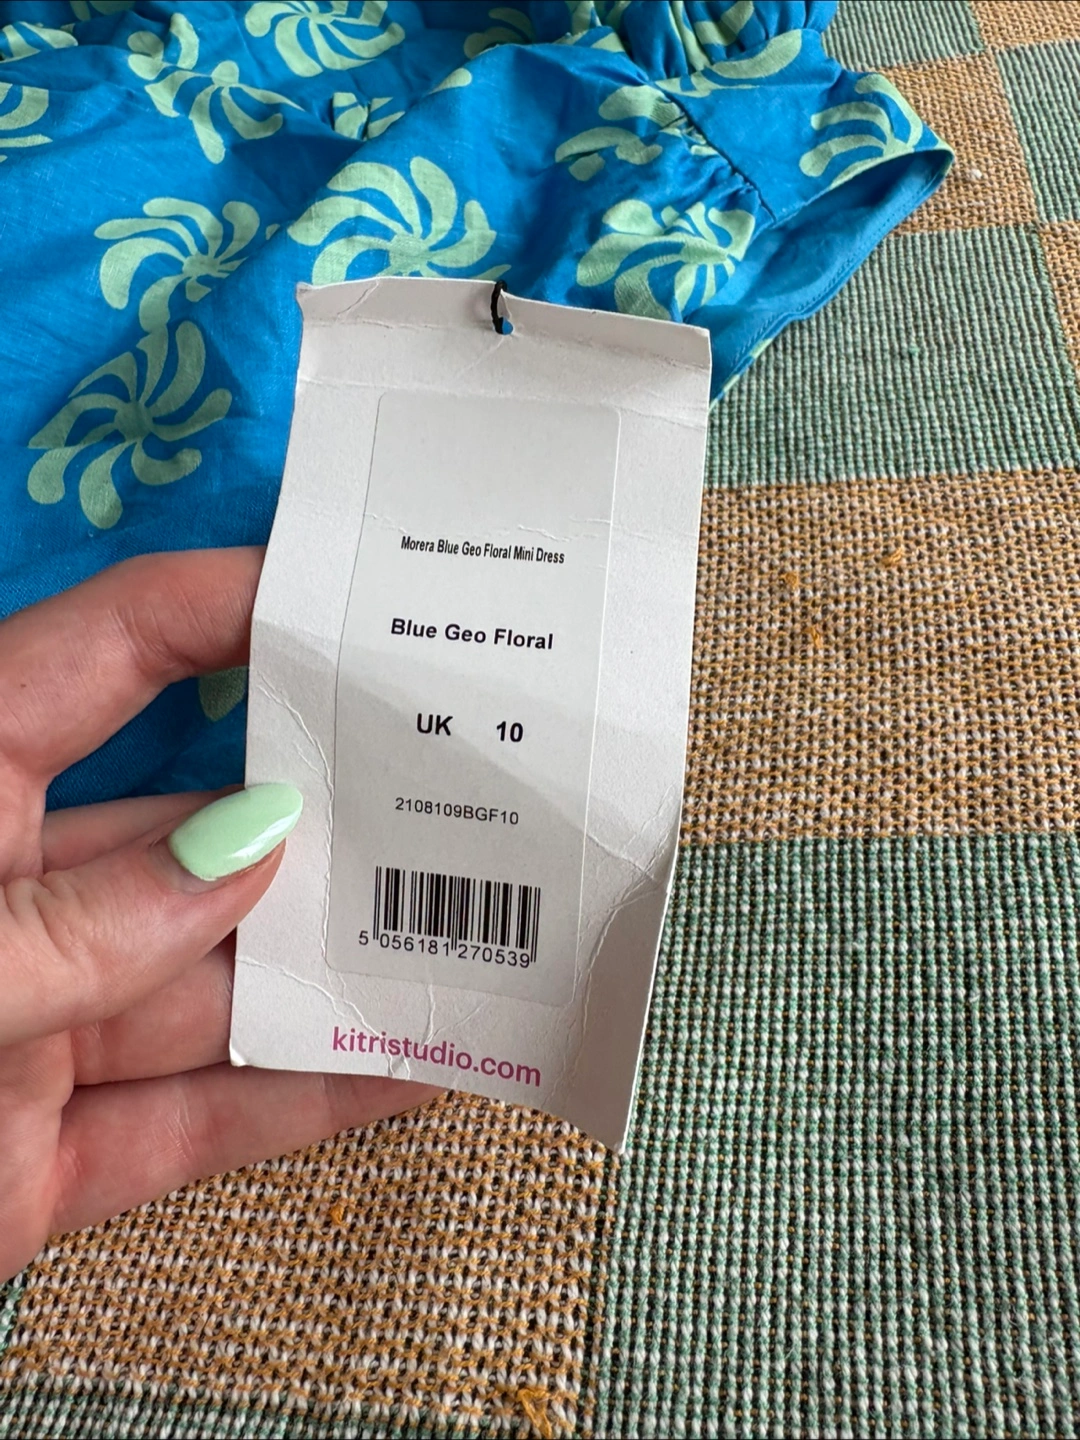 Morera Blue Geo Floral Mini Dress
Blue Geo Floral
UK 10
2108109BGF10
5 056181 270539
kitristudio.com